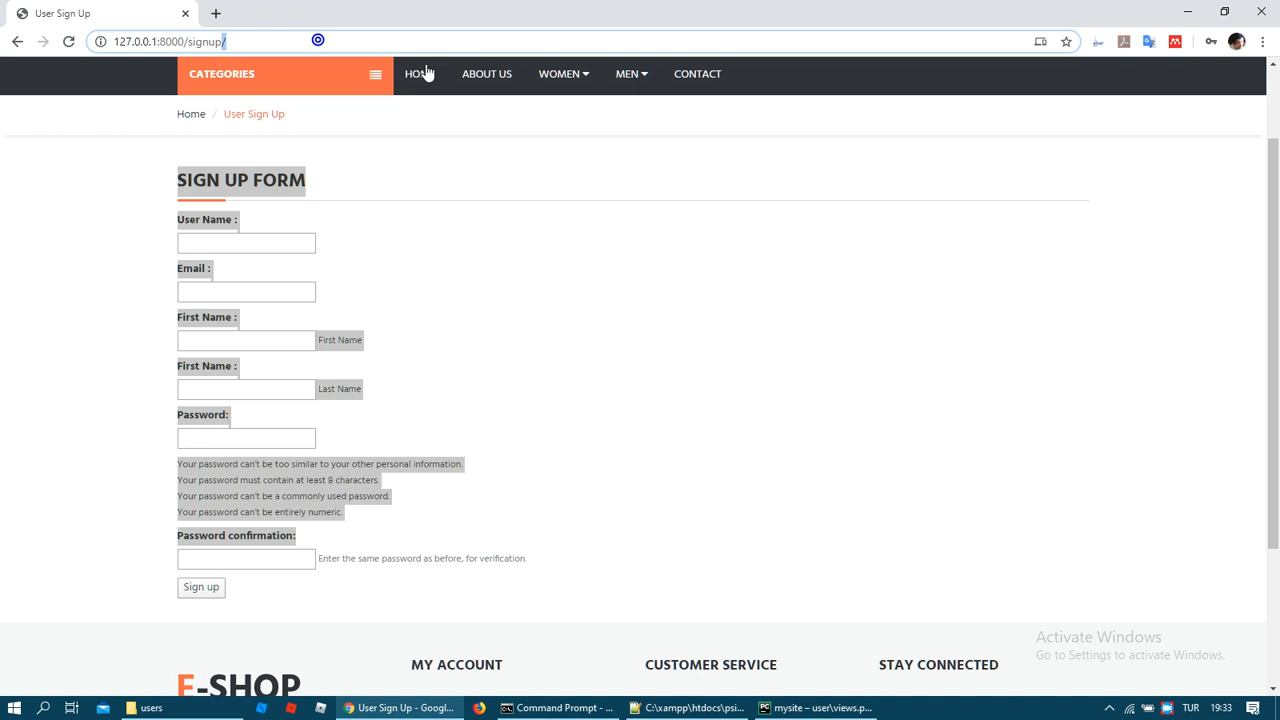 User Sign Up
127.0.0.1:8000/signup/
CATEGORIES
ABOUT US
WOMEN
MEN
CONTACT
Home / User Sign Up
SIGN UP FORM
User Name :
Email :
First Name :
First Name
First Name :
Last Name
Password:
Your password can't be too similar to your other personal information.
Your password must contain at least 8 characters.
Your password can't be a commonly used password.
Your password can't be entirely numeric.
Password confirmation:
Enter the same password as before, for verification.
Sign up
Activate Windows
Go to Settings to activate Windows.
MY ACCOUNT
CUSTOMER SERVICE
STAY CONNECTED
E-SHOP
users
User Sign Up - Googl...
Command Prompt - ...
C:\xampp\htdocs\psi...
mysite – user\views.p...
TUR
19:33